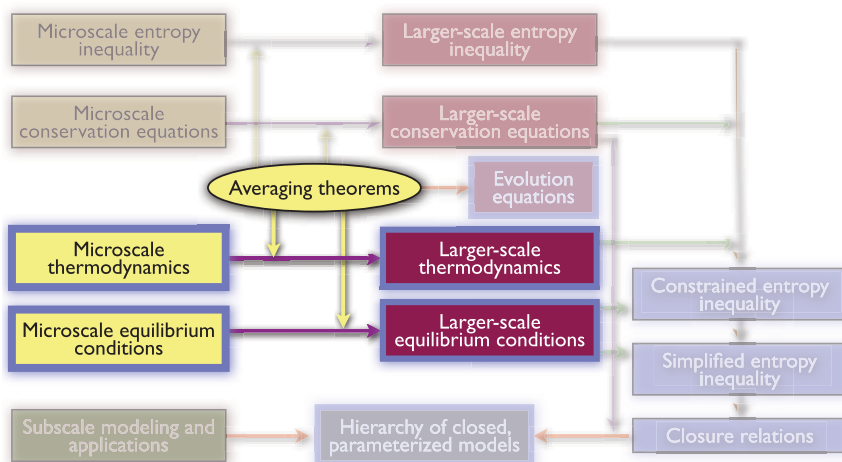 Microscale entropy
inequality
Larger-scale entropy
inequality
Microscale
conservation equations
Larger-scale
conservation equations
Averaging theorems
Evolution
equations
Microscale
thermodynamics
Larger-scale
thermodynamics
Constrained entropy
inequality
Microscale equilibrium
conditions
Larger-scale
equilibrium conditions
Simplified entropy
inequality
Subscale modeling and
applications
Hierarchy of closed,
parameterized models
Closure relations